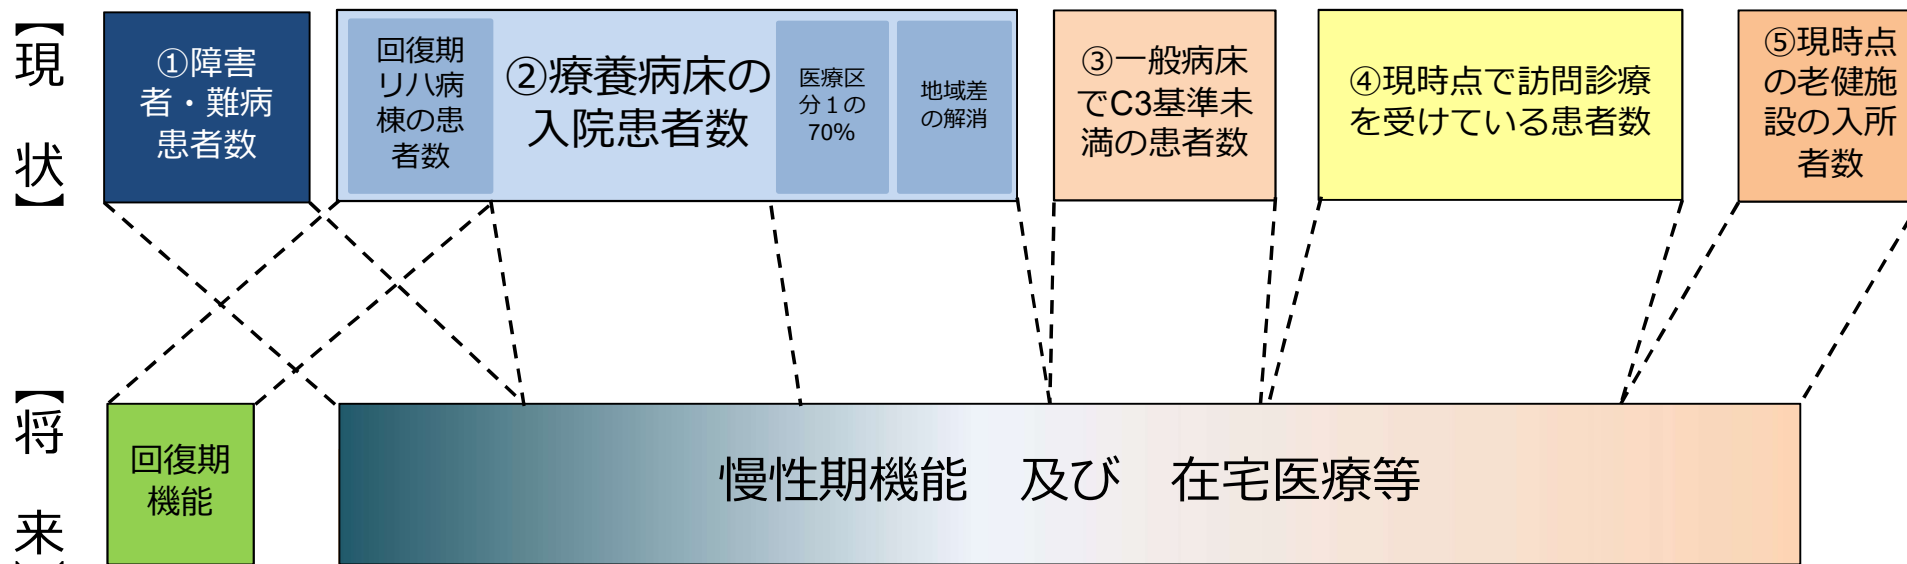 【現状】
①障害
者・難病
患者数
回復期
リハ病
棟の患
者数
②療養病床の
入院患者数
医療区
分１の
70%
地域差
の解消
③一般病床
でC3基準未
満の患者数
④現時点で訪問診療
を受けている患者数
⑤現時点
の老健施
設の入所
者数
【将来】
回復期
機能
慢性期機能　及び　在宅医療等